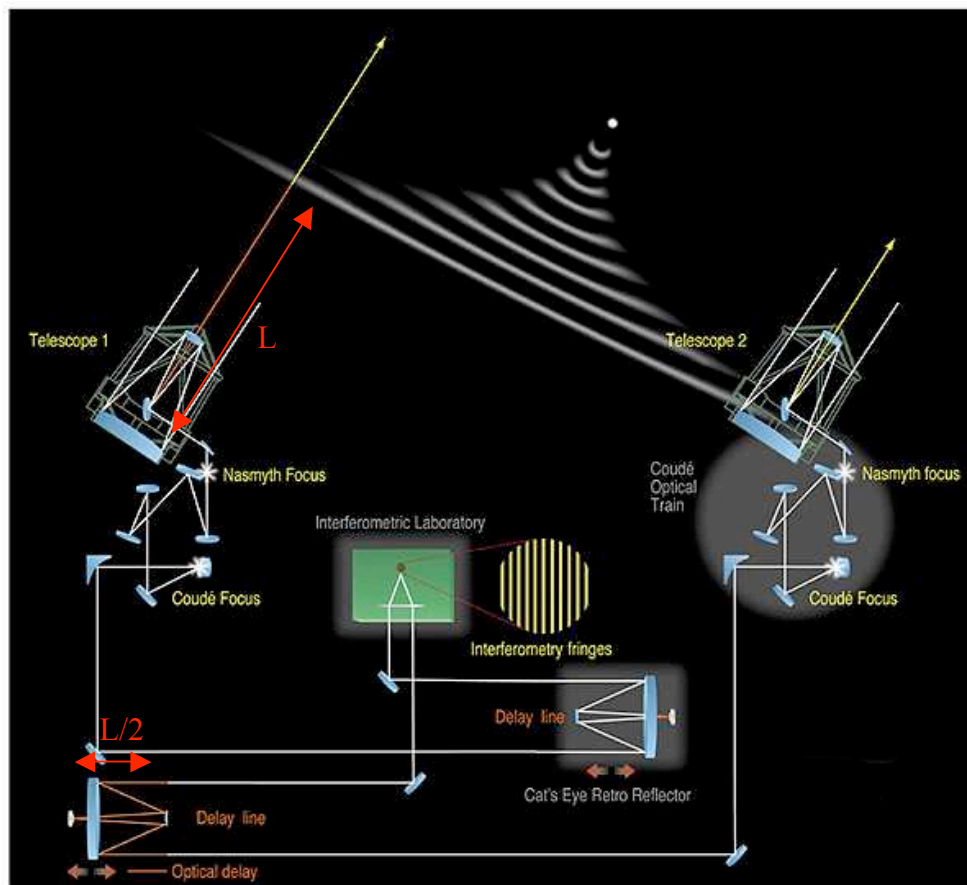 L
Telescope 1
Telescope 2
Nasmyth Focus
Coudé
Optical
Train
Nasmyth focus
Interferometric Laboratory
Coudé Focus
Coudé Focus
Interferometry fringes
Delay line
L/2
Cat's Eye Retro Reflector
Delay line
Optical delay